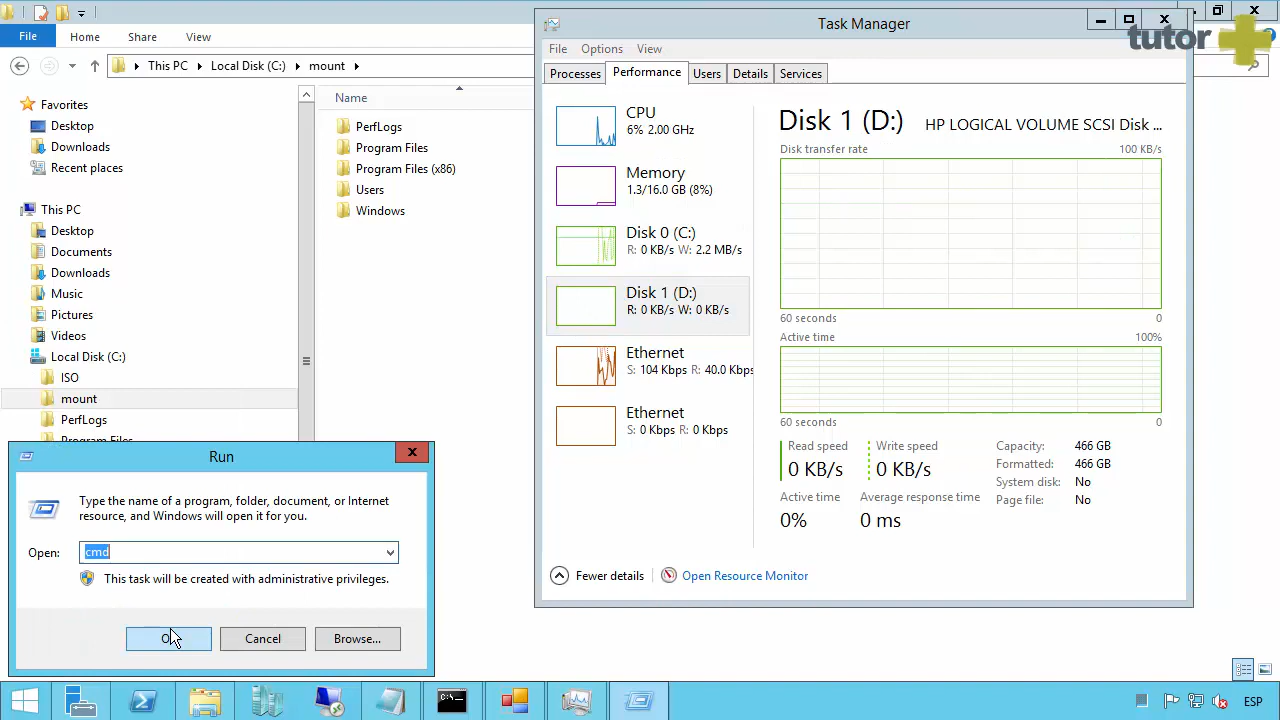 File
Home
Share
View
This PC
Local Disk (C:)
mount
Favorites
Desktop
Downloads
Recent places
This PC
Desktop
Documents
Downloads
Music
Pictures
Videos
Local Disk (C:)
ISO
mount
PerfLogs
Program Files
Name
PerfLogs
Program Files
Program Files (x86)
Users
Windows
Task Manager
tutor
File
Options
View
Processes
Performance
Users
Details
Services
CPU
6% 2.00 GHz
Memory
1.3/16.0 GB (8%)
Disk 0 (C:)
R: 0 KB/s W: 2.2 MB/s
Disk 1 (D:)
R: 0 KB/s W: 0 KB/s
Ethernet
S: 104 Kbps R: 40.0 Kbps
Ethernet
S: 0 Kbps R: 0 Kbps
Disk 1 (D:)
HP LOGICAL VOLUME SCSI Disk ...
Disk transfer rate
100 KB/s
60 seconds
0
Active time
100%
60 seconds
0
Read speed
0 KB/s
Write speed
0 KB/s
Active time
0%
Average response time
0 ms
Capacity: 466 GB
Formatted: 466 GB
System disk: No
Page file: No
Fewer details
Open Resource Monitor
Run
Type the name of a program, folder, document, or Internet
resource, and Windows will open it for you.
Open:
cmd
This task will be created with administrative privileges.
Cancel
Browse...
ESP